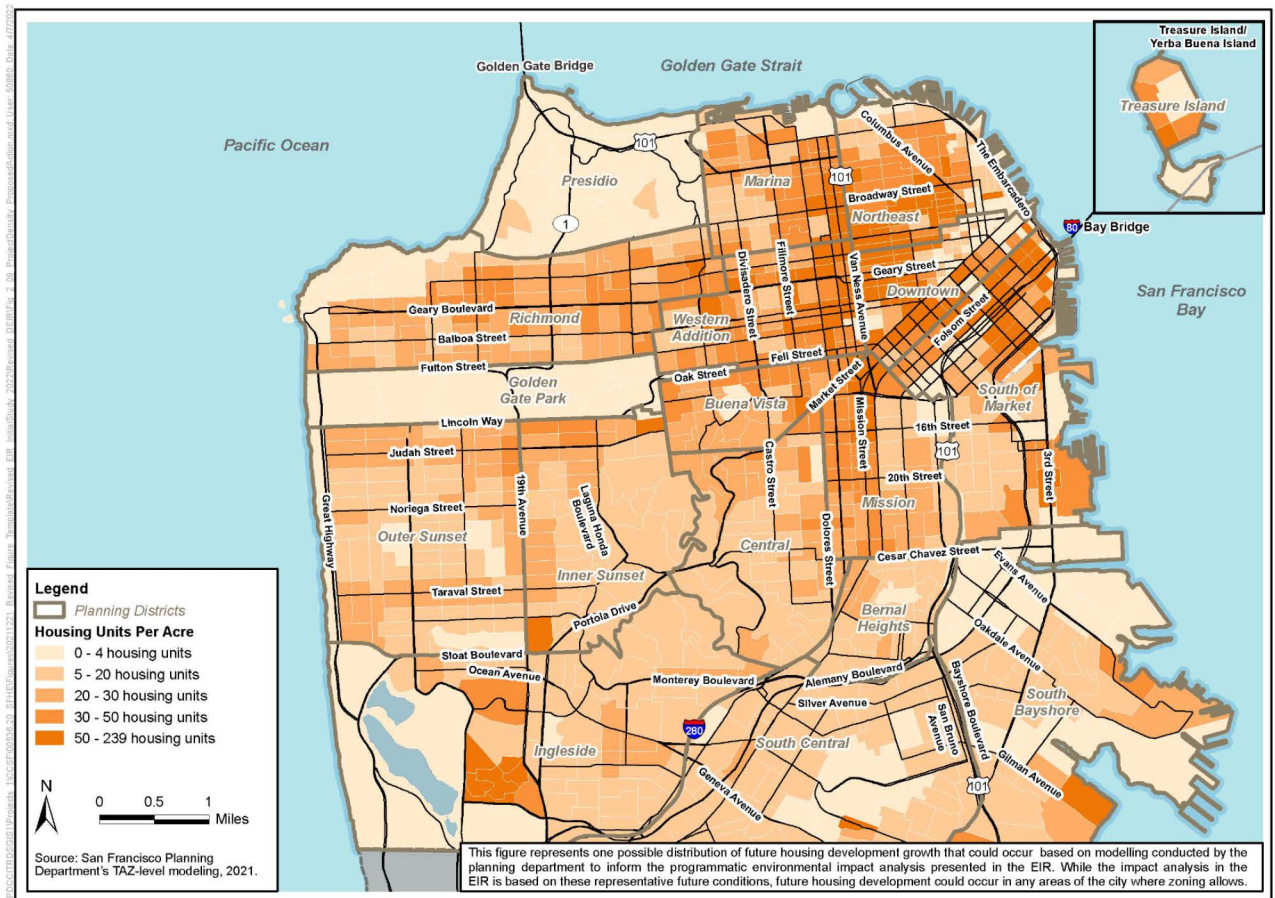 Treasure Island/
Yerba Buena Island
Treasure Island
Golden Gate Bridge
Golden Gate Strait
Pacific Ocean
101
Presidio
1
Marina
101
Columbus Avenue
The Embarcadero
Broadway Street
Northeast
80
Bay Bridge
San Francisco
Bay
Divisadero Street
Fillmore Street
Van Ness Avenue
Geary Street
Downtown
Folsom Street
Geary Boulevard
Richmond
Western
Addition
Balboa Street
Fulton Street
Golden
Gate Park
Oak Street
Fell Street
Buena Vista
Market Street
Mission Street
South of
Market
Lincoln Way
16th Street
Judah Street
101
3rd Street
Great Highway
19th Avenue
Laguna Honda
Boulevard
Castro Street
20th Street
Noriega Street
Outer Sunset
Mission
Dolores Street
Central
Cesar Chavez Street
Inner Sunset
Evans Avenue
Taraval Street
Portola Drive
Bernal
Heights
Oakdale Avenue
Sloat Boulevard
Ocean Avenue
Monterey Boulevard
Alemany Boulevard
Silver Avenue
San Bruno
Avenue
Bayshore Boulevard
South
Bayshore
280
Ingleside
South Central
Geneva Avenue
101
Gilman Avenue
Legend
Planning Districts
Housing Units Per Acre
0 - 4 housing units
5 - 20 housing units
20 - 30 housing units
30 - 50 housing units
50 - 239 housing units
N
0 0.5 1
Miles
Source: San Francisco Planning
Department's TAZ-level modeling, 2021.
This figure represents one possible distribution of future housing development growth that could occur based on modelling conducted by the
planning department to inform the programmatic environmental impact analysis presented in the EIR. While the impact analysis in the
EIR is based on these representative future conditions, future housing development could occur in any areas of the city where zoning allows.